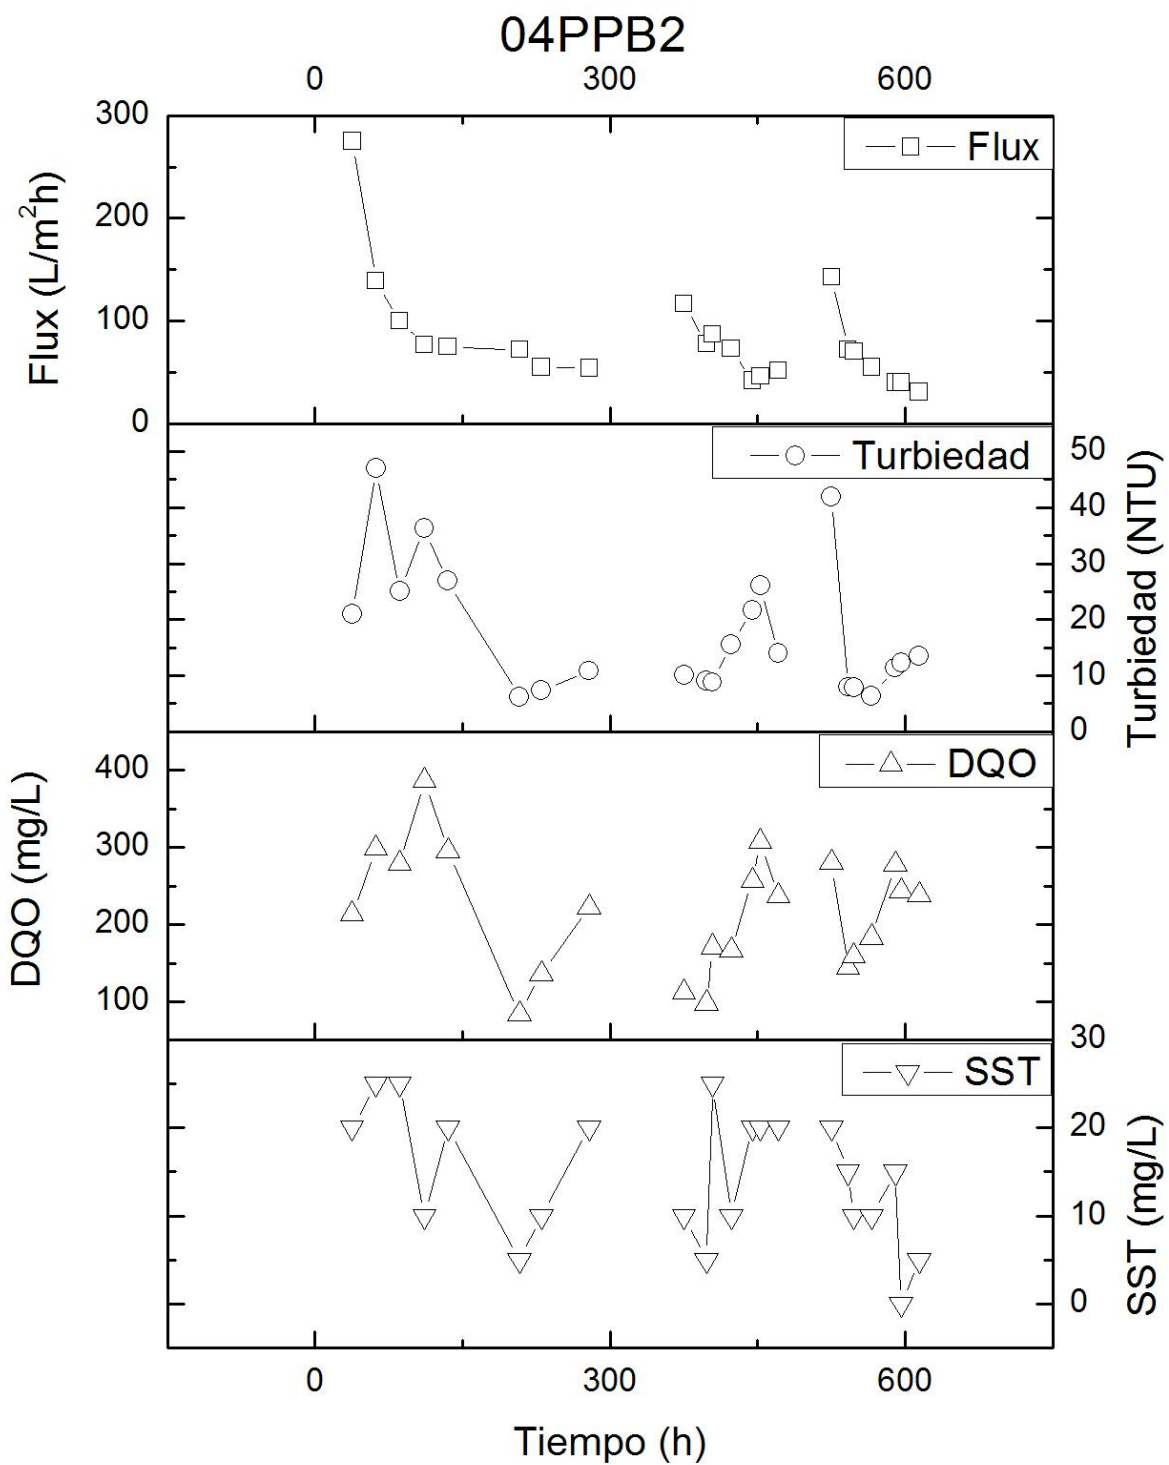 04PPB2
0 300 600
300
200
100
0
Flux (L/m²h)
Flux
Turbiedad
50
40
30
20
10
0
Turbiedad (NTU)
DQO
400
300
200
100
DQO (mg/L)
SST
30
20
10
0
SST (mg/L)
0 300 600
Tiempo (h)